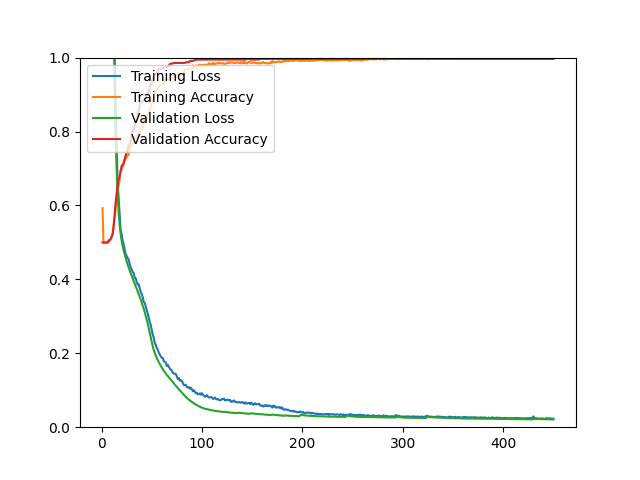 1.0
0.8
0.6
0.4
0.2
0.0
Training Loss
Training Accuracy
Validation Loss
Validation Accuracy
0 100 200 300 400